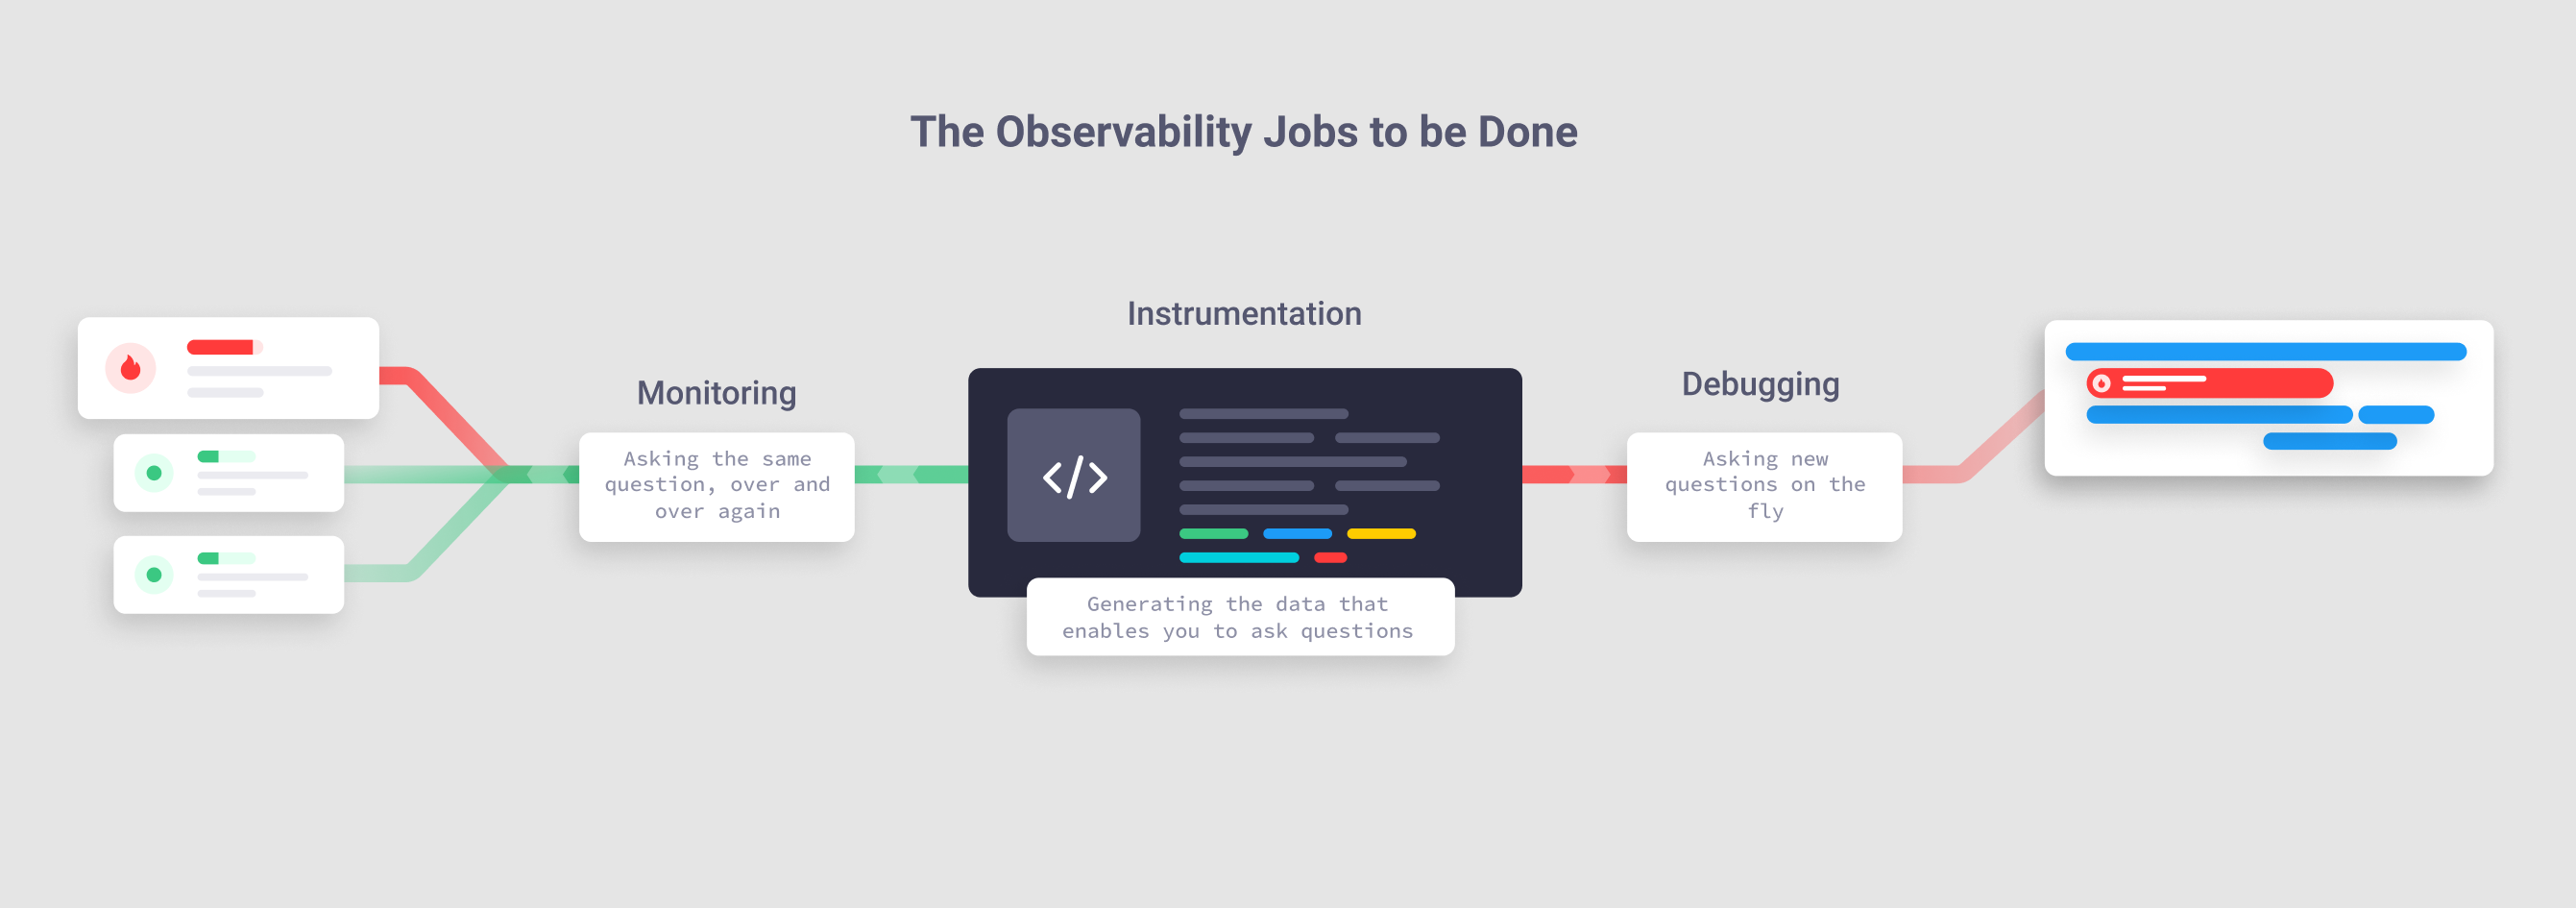 The Observability Jobs to be Done
Instrumentation
Monitoring
Asking the same
question, over and
over again
</>
Generating the data that
enables you to ask questions
Debugging
Asking new
questions on the
fly